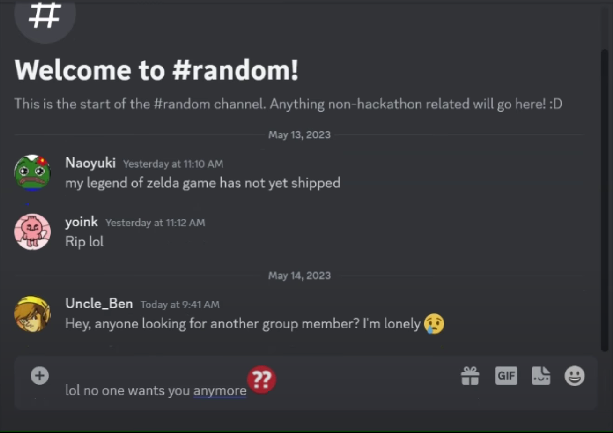 #
Welcome to #random!
This is the start of the #random channel. Anything non-hackathon related will go here! :D
May 13, 2023
Naoyuki Yesterday at 11:10 AM
my legend of zelda game has not yet shipped
yoink Yesterday at 11:12 AM
Rip lol
May 14, 2023
Uncle_Ben Today at 9:41 AM
Hey, anyone looking for another group member? I'm lonely 😢
lol no one wants you anymore ??
GIF